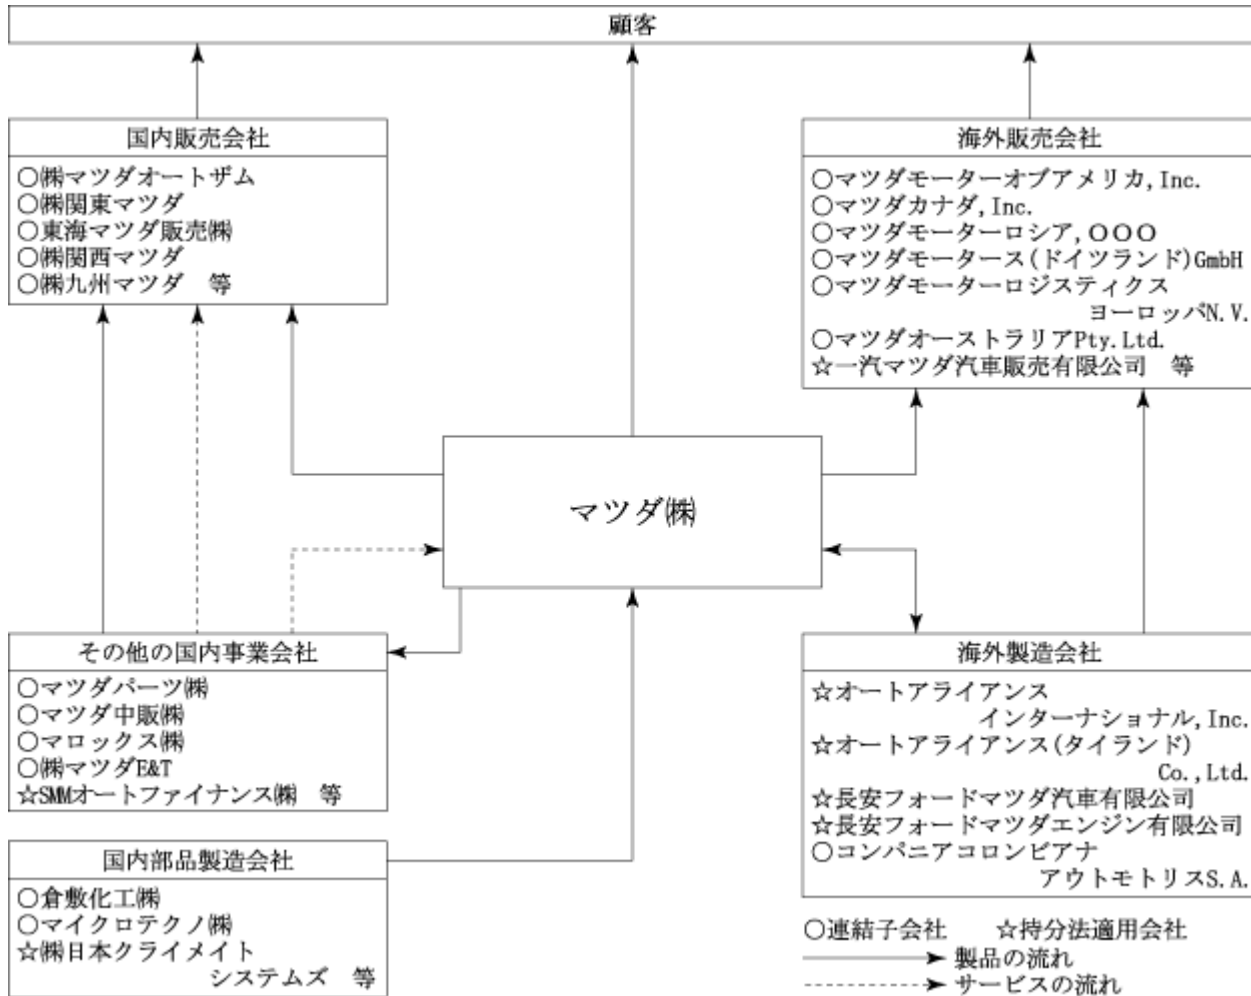 顧客
国内販売会社
○㈱マツダオートザム
○㈱関東マツダ
○東海マツダ販売㈱
○㈱関西マツダ
○㈱九州マツダ　等
海外販売会社
○マツダモーターオブアメリカ,Inc.
○マツダカナダ,Inc.
○マツダモーターロシア,ＯＯＯ
○マツダモータース(ドイツランド)GmbH
○マツダモーターロジスティクス
ヨーロッパN.V.
○マツダオーストラリアPty.Ltd.
☆一汽マツダ汽車販売有限公司　等
マツダ㈱
その他の国内事業会社
○マツダパーツ㈱
○マツダ中販㈱
○マロックス㈱
○㈱マツダE&T
☆SMMオートファイナンス㈱　等
海外製造会社
☆オートアライアンス
インターナショナル,Inc.
☆オートアライアンス(タイランド)
Co.,Ltd.
☆長安フォードマツダ汽車有限公司
☆長安フォードマツダエンジン有限公司
○コンパニアコロンビアナ
アウトモトリスS.A.
国内部品製造会社
○倉敷化工㈱
○マイクロテクノ㈱
☆㈱日本クライメイト
システムズ　等
○連結子会社　　☆持分法適用会社
製品の流れ
サービスの流れ